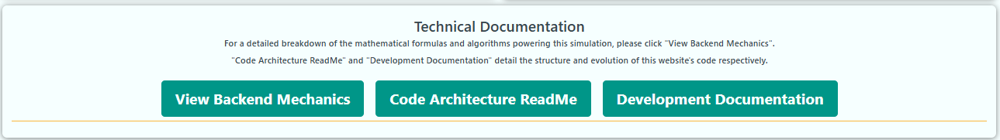 Technical Documentation
For a detailed breakdown of the mathematical formulas and algorithms powering this simulation, please click "View Backend Mechanics".
"Code Architecture ReadMe" and "Development Documentation" detail the structure and evolution of this website's code respectively.
View Backend Mechanics
Code Architecture ReadMe
Development Documentation